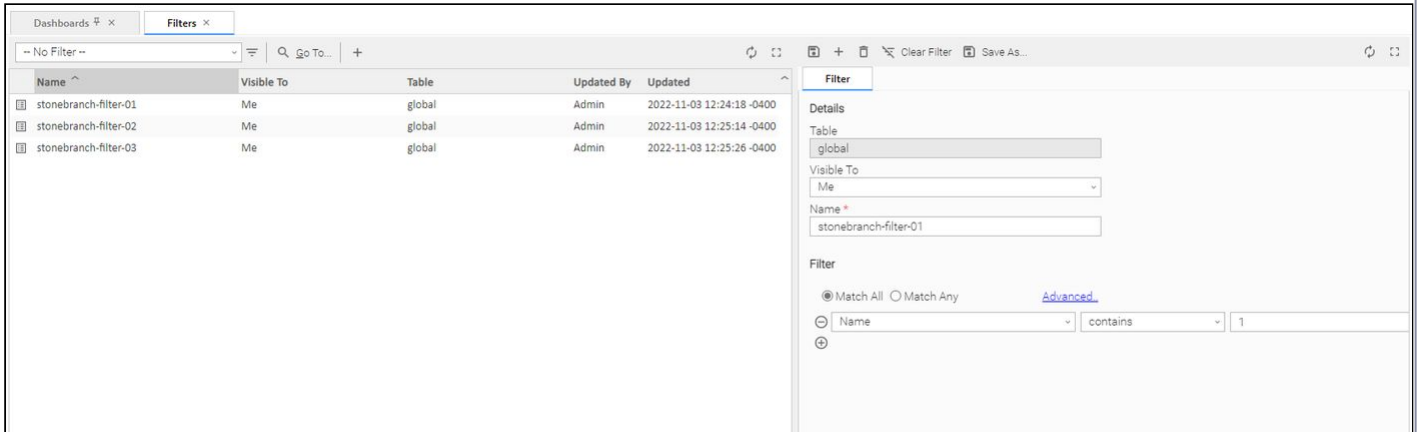 Dashboards
Filters
-- No Filter --
Go To...
Clear Filter
Save As...
Name
Visible To
Table
Updated By
Updated
stonebranch-filter-01
Me
global
Admin
2022-11-03 12:24:18 -0400
stonebranch-filter-02
Me
global
Admin
2022-11-03 12:25:14 -0400
stonebranch-filter-03
Me
global
Admin
2022-11-03 12:25:26 -0400
Filter
Details
Table
global
Visible To
Me
Name *
stonebranch-filter-01
Filter
Match All
Match Any
Advanced..
Name
contains
1